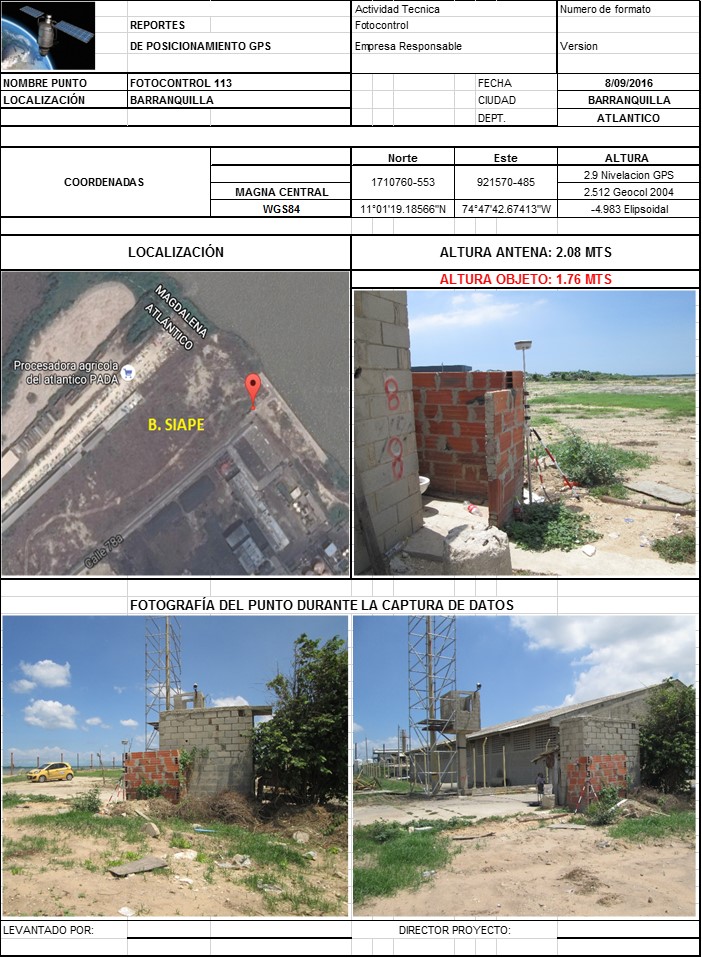 Actividad Tecnica Numero de formato
REPORTES Fotocontrol
DE POSICIONAMIENTO GPS Empresa Responsable Version
NOMBRE PUNTO FOTOCONTROL 113 FECHA 8/09/2016
LOCALIZACIÓN BARRANQUILLA CIUDAD BARRANQUILLA
DEPT. ATLANTICO
Norte Este ALTURA
COORDENADAS 1710760-553 921570-485 2.9 Nivelacion GPS
MAGNA CENTRAL 2.512 Geocol 2004
WGS84 11°01'19.18566"N 74°47'42.67413"W -4.983 Elipsoidal
LOCALIZACIÓN ALTURA ANTENA: 2.08 MTS
ALTURA OBJETO: 1.76 MTS
MAGDALENA
ATLÁNTICO
Procesadora agricola
del atlantico PADA
B. SIAPE
Calle 78a
8
8
FOTOGRAFÍA DEL PUNTO DURANTE LA CAPTURA DE DATOS
LEVANTADO POR: DIRECTOR PROYECTO: